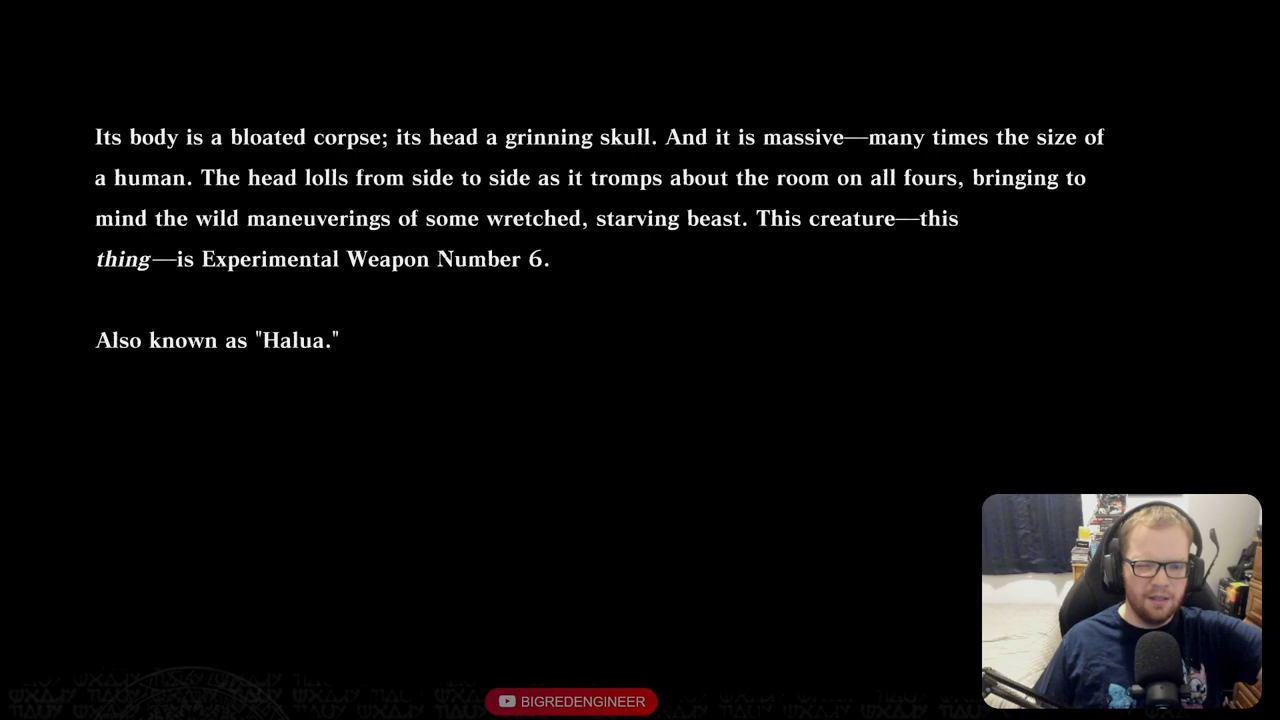 Its body is a bloated corpse; its head a grinning skull. And it is massive—many times the size of
a human. The head lolls from side to side as it tromps about the room on all fours, bringing to
mind the wild maneuverings of some wretched, starving beast. This creature—this
thing—is Experimental Weapon Number 6.
Also known as "Halua."
BIGREDENGINEER